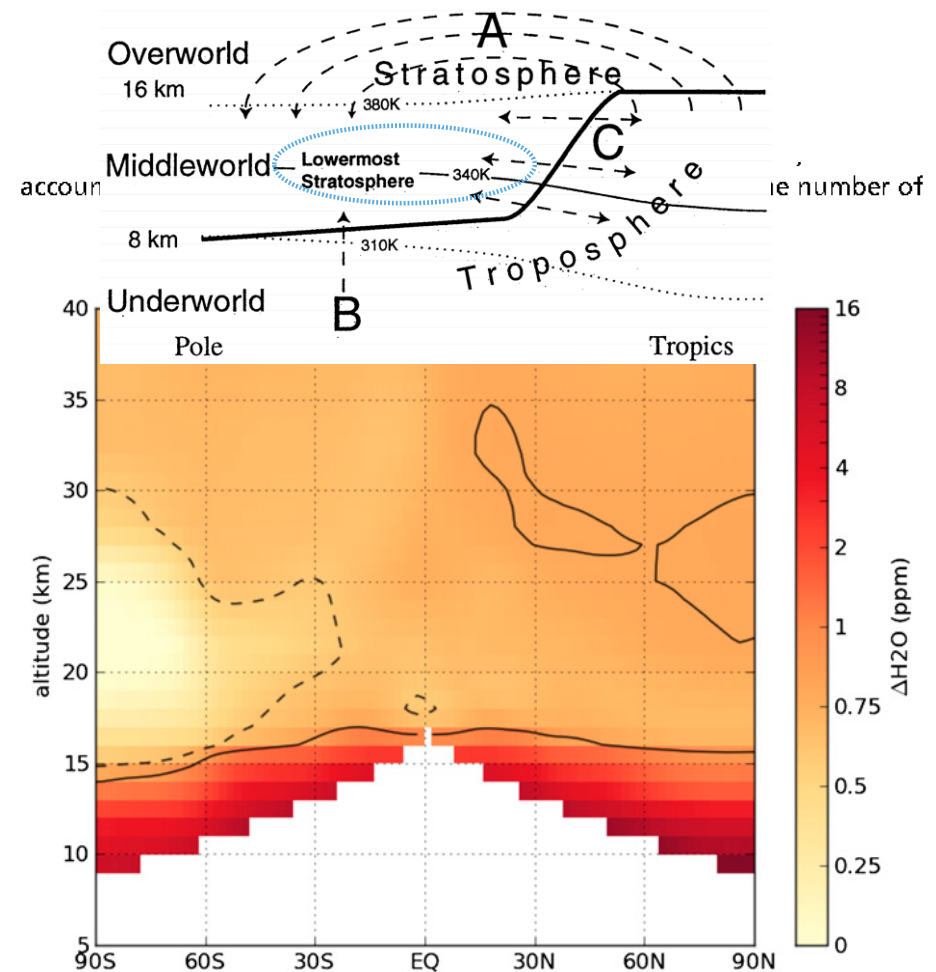 A
Overworld
Stratosphere
16 km
380K
C
Middleworld
Lowermost
Stratosphere
340K
accoun
e number of
8 km
310K
Troposphere
Underworld
B
Pole
Tropics
40
35
30
25
20
15
10
5
altitude (km)
90S
60S
30S
EQ
30N
60N
90N
16
8
4
2
1
0.75
0.5
0.25
0
ΔH2O (ppm)